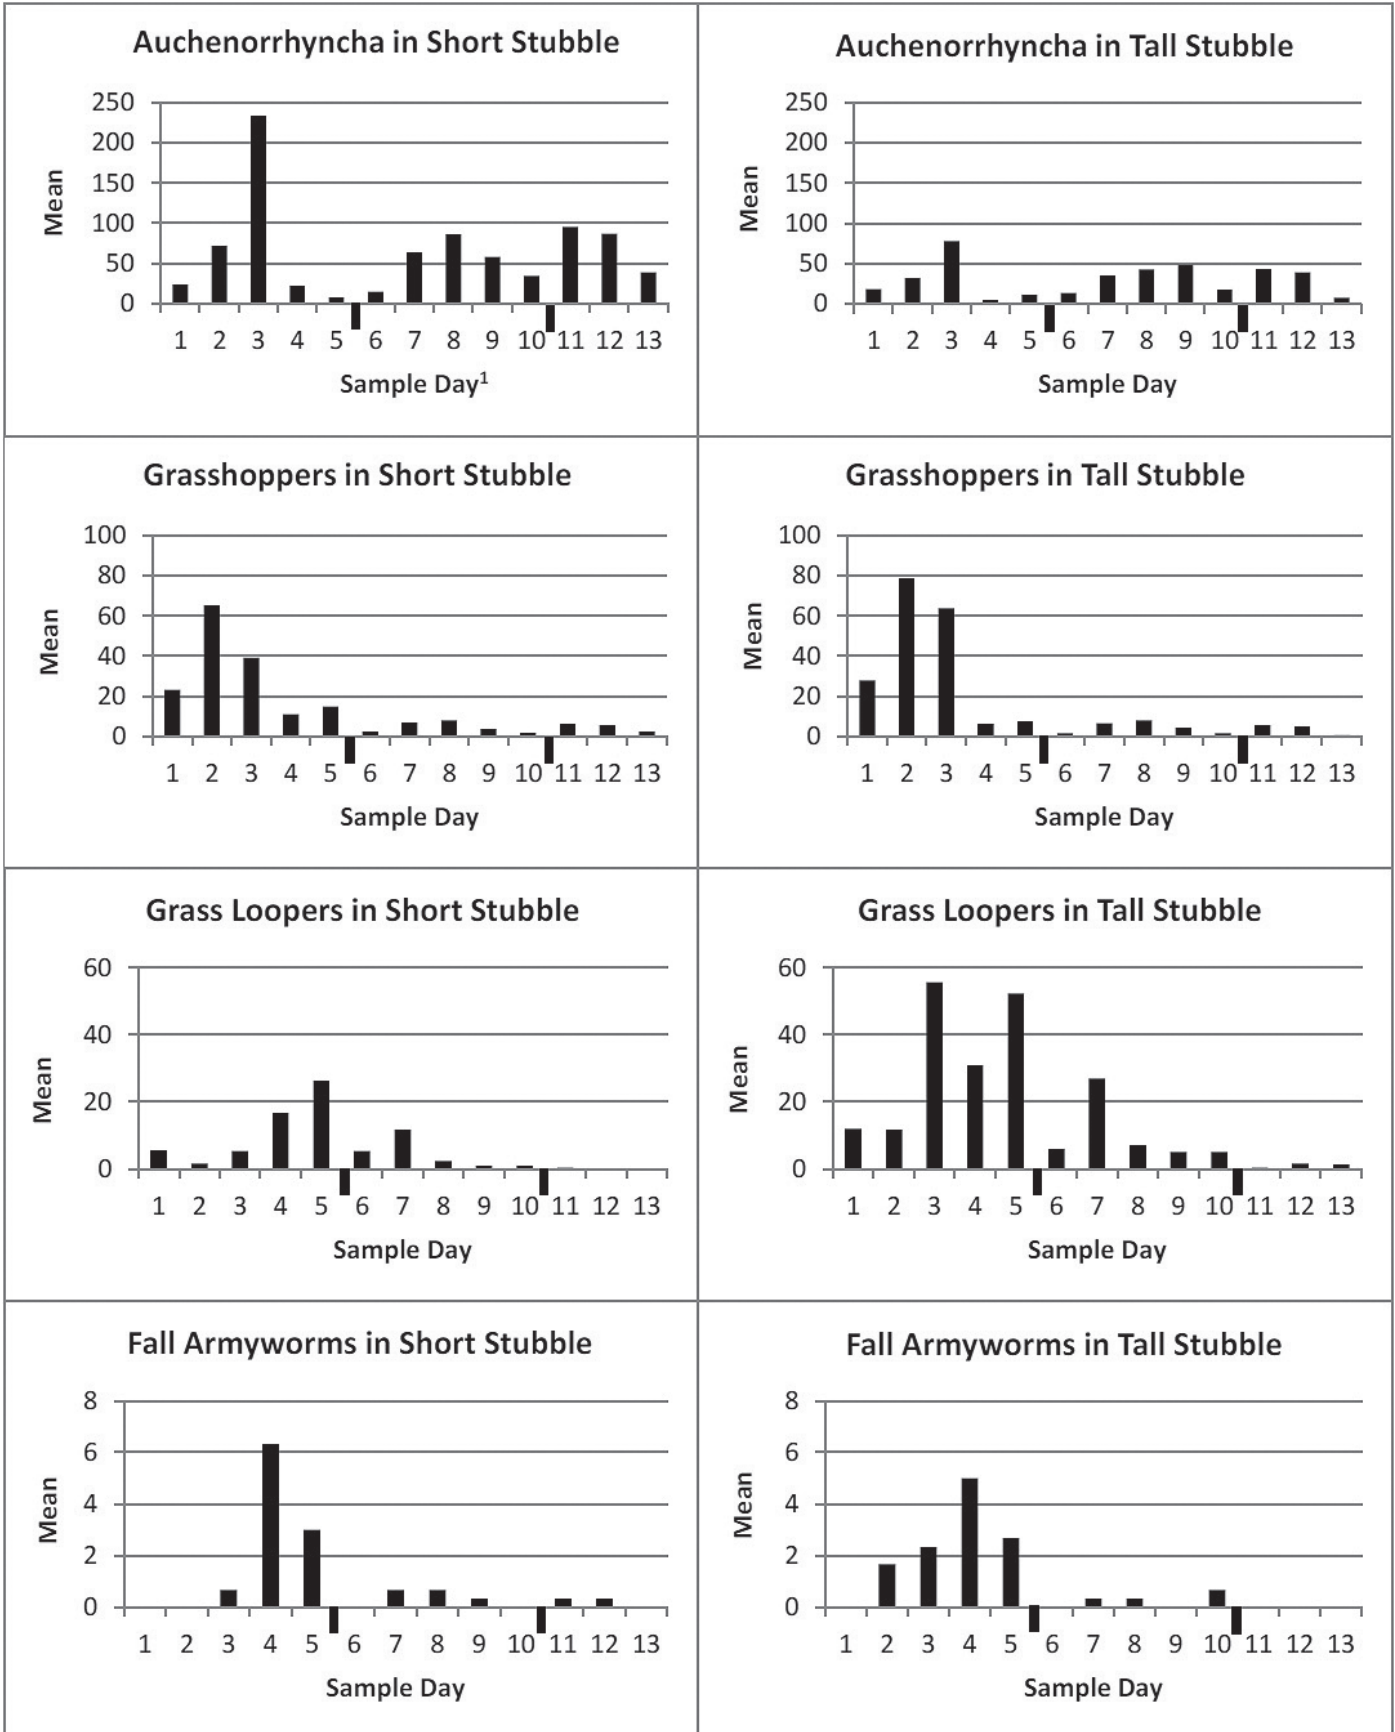 Auchenorrhyncha in Short Stubble
250
200
150
100
50
0
Mean
1 2 3 4 5 6 7 8 9 10 11 12 13
Sample Day¹
Auchenorrhyncha in Tall Stubble
250
200
150
100
50
0
Mean
1 2 3 4 5 6 7 8 9 10 11 12 13
Sample Day
Grasshoppers in Short Stubble
100
80
60
40
20
0
Mean
1 2 3 4 5 6 7 8 9 10 11 12 13
Sample Day
Grasshoppers in Tall Stubble
100
80
60
40
20
0
Mean
1 2 3 4 5 6 7 8 9 10 11 12 13
Sample Day
Grass Loopers in Short Stubble
60
40
20
0
Mean
1 2 3 4 5 6 7 8 9 10 11 12 13
Sample Day
Grass Loopers in Tall Stubble
60
40
20
0
Mean
1 2 3 4 5 6 7 8 9 10 11 12 13
Sample Day
Fall Armyworms in Short Stubble
8
6
4
2
0
Mean
1 2 3 4 5 6 7 8 9 10 11 12 13
Sample Day
Fall Armyworms in Tall Stubble
8
6
4
2
0
Mean
1 2 3 4 5 6 7 8 9 10 11 12 13
Sample Day